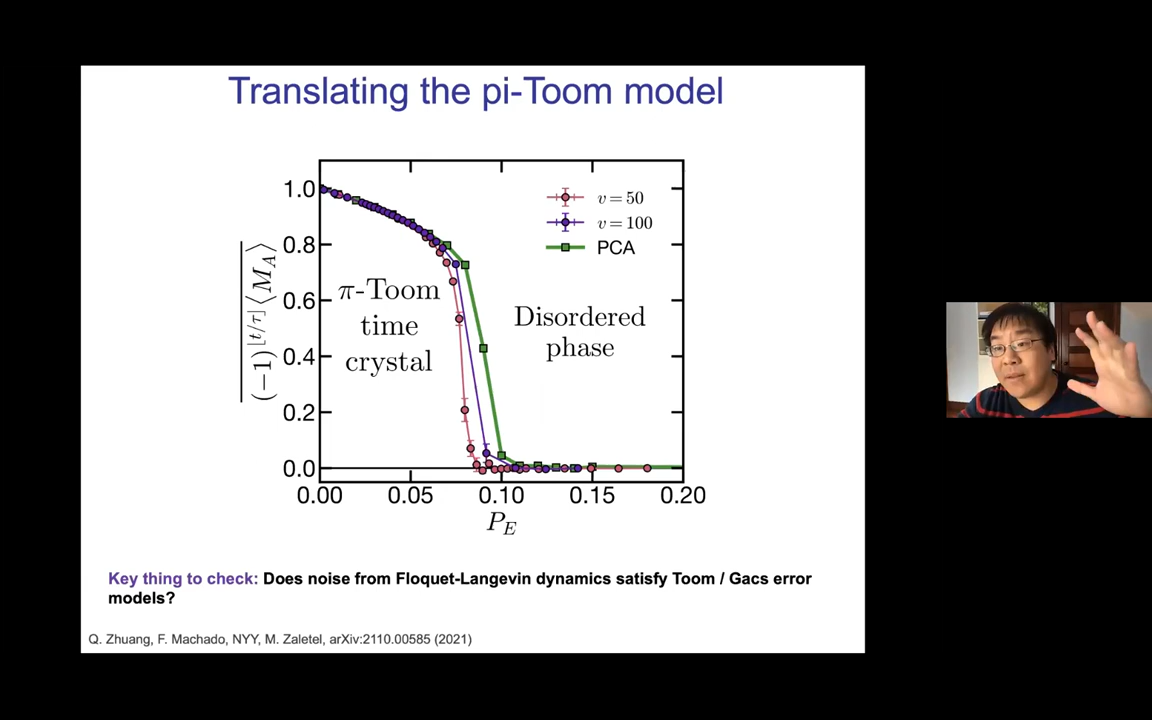 Translating the pi-Toom model
1.0
0.8
0.6
0.4
0.2
0.0
(−1)^{⌊t/τ⌋}⟨M_A⟩
v = 50
v = 100
PCA
π-Toom
time
crystal
Disordered
phase
0.00 0.05 0.10 0.15 0.20
P_E
Key thing to check: Does noise from Floquet-Langevin dynamics satisfy Toom / Gacs error
models?
Q. Zhuang, F. Machado, NYY, M. Zaletel, arXiv:2110.00585 (2021)